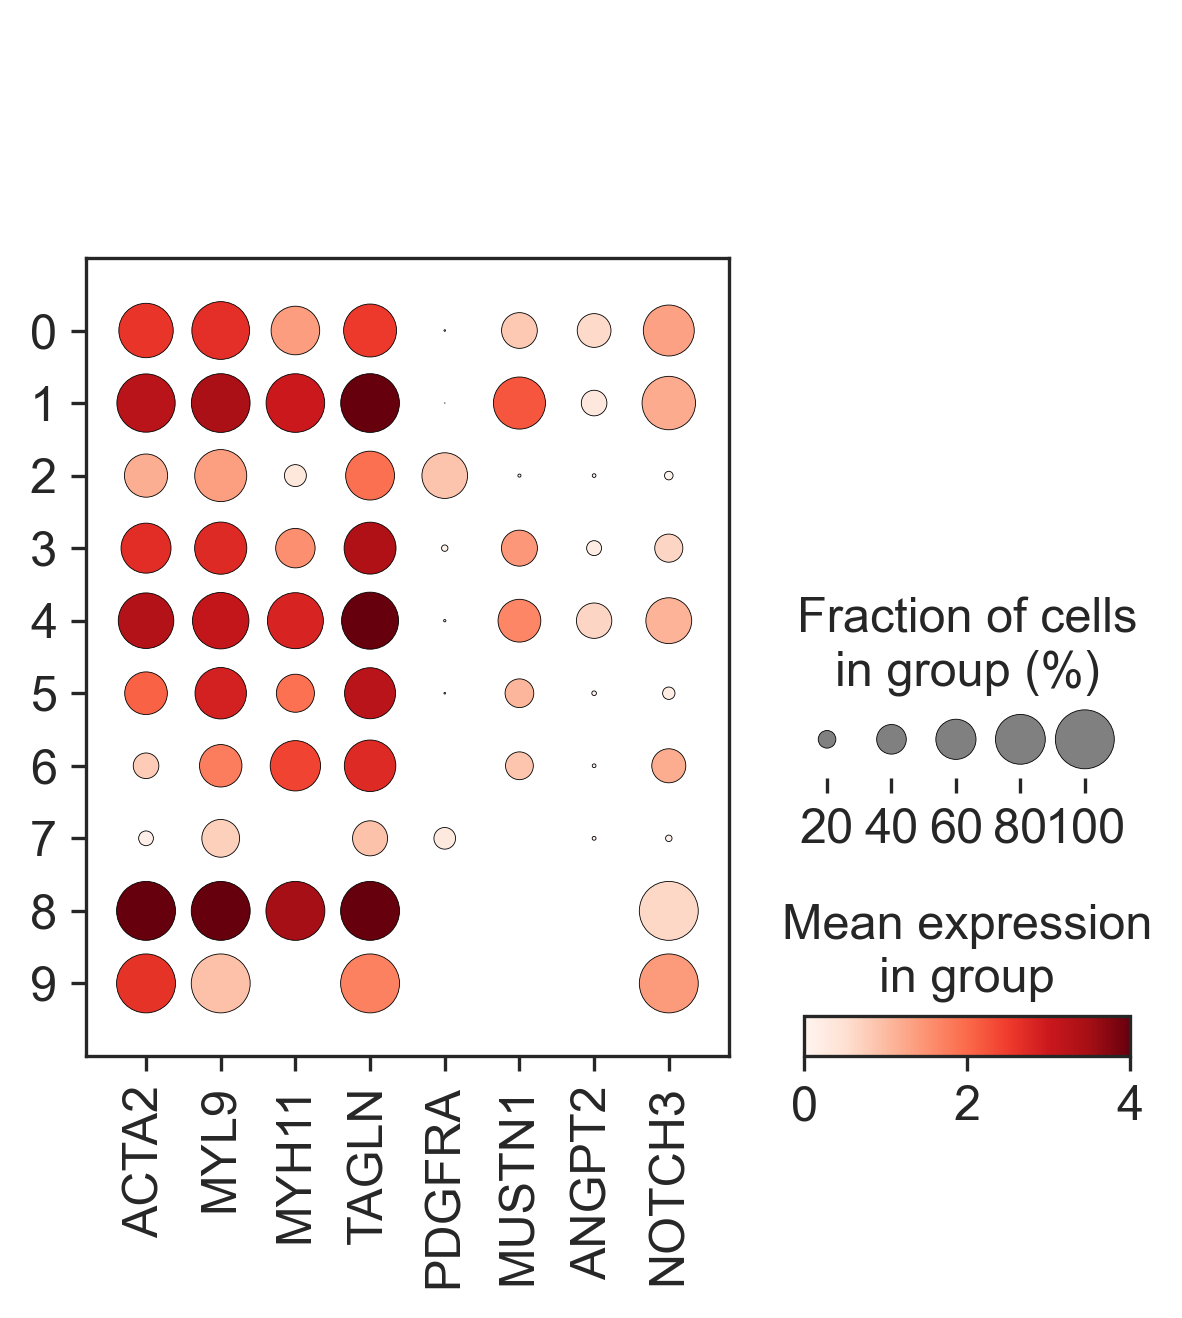 0
1
2
3
4
5
6
7
8
9
ACTA2
MYL9
MYH11
TAGLN
PDGFRA
MUSTN1
ANGPT2
NOTCH3
Fraction of cells
in group (%)
20 40 60 80 100
Mean expression
in group
0 2 4